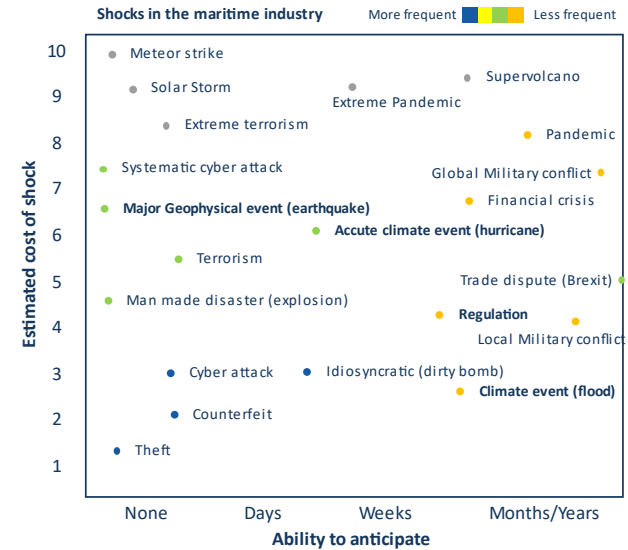 Shocks in the maritime industry
More frequent
Less frequent
10
Meteor strike
Supervolcano
9
Solar Storm
Extreme Pandemic
Extreme terrorism
8
Pandemic
Systematic cyber attack
Global Military conflict
7
Financial crisis
Major Geophysical event (earthquake)
6
Accute climate event (hurricane)
Terrorism
5
Trade dispute (Brexit)
Man made disaster (explosion)
4
Regulation
Local Military conflict
3
Cyber attack
Idiosyncratic (dirty bomb)
Climate event (flood)
2
Counterfeit
Theft
1
Estimated cost of shock
None
Days
Weeks
Months/Years
Ability to anticipate